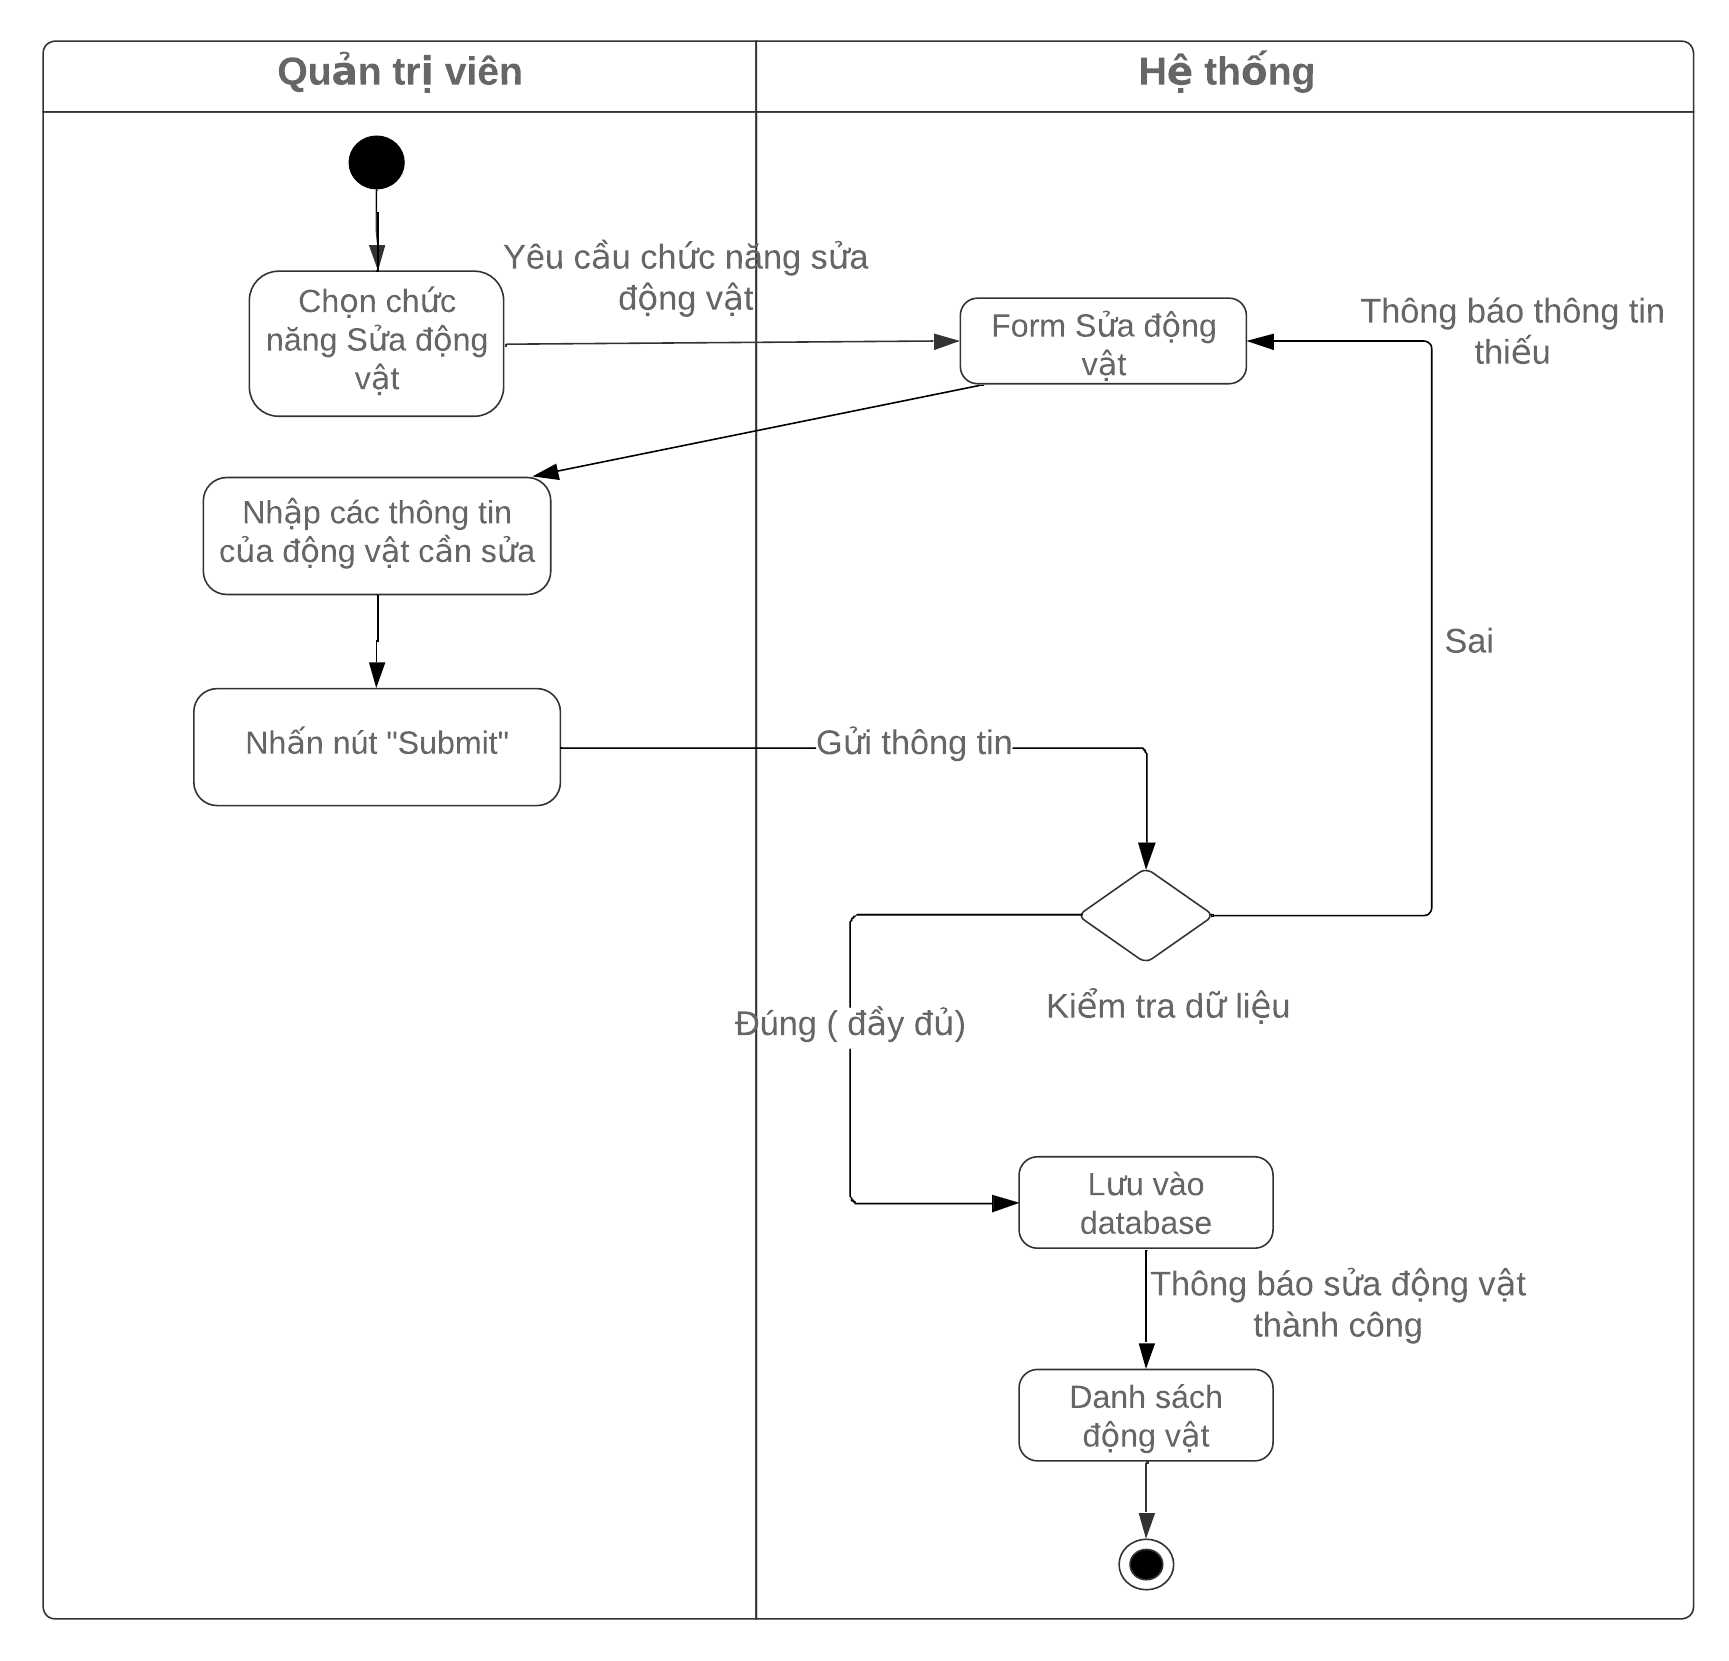 Quản trị viên
Hệ thống
Yêu cầu chức năng sửa
động vật
Chọn chức
năng Sửa động
vật
Form Sửa động
vật
Thông báo thông tin
thiếu
Nhập các thông tin
của động vật cần sửa
Sai
Nhấn nút "Submit"
Gửi thông tin
Kiểm tra dữ liệu
Đúng ( đầy đủ)
Lưu vào
database
Thông báo sửa động vật
thành công
Danh sách
động vật